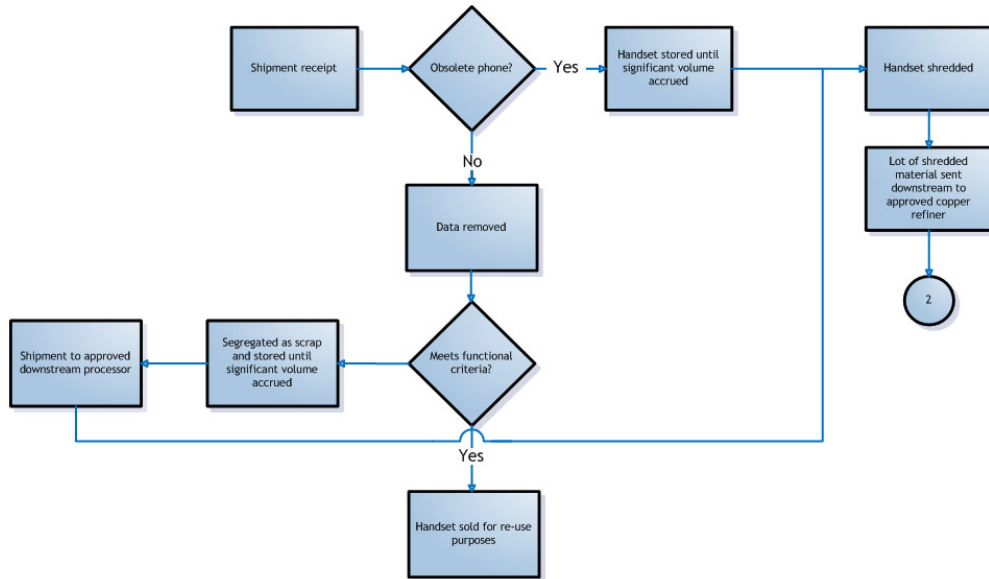 Shipment receipt
Obsolete phone?
Yes
Handset stored until
significant volume
accrued
Handset shredded
No
Lot of shredded
material sent
downstream to
approved copper
refiner
Data removed
2
Shipment to approved
downstream processor
Segregated as scrap
and stored until
significant volume
accrued
Meets functional
criteria?
Yes
Handset sold for re-use
purposes